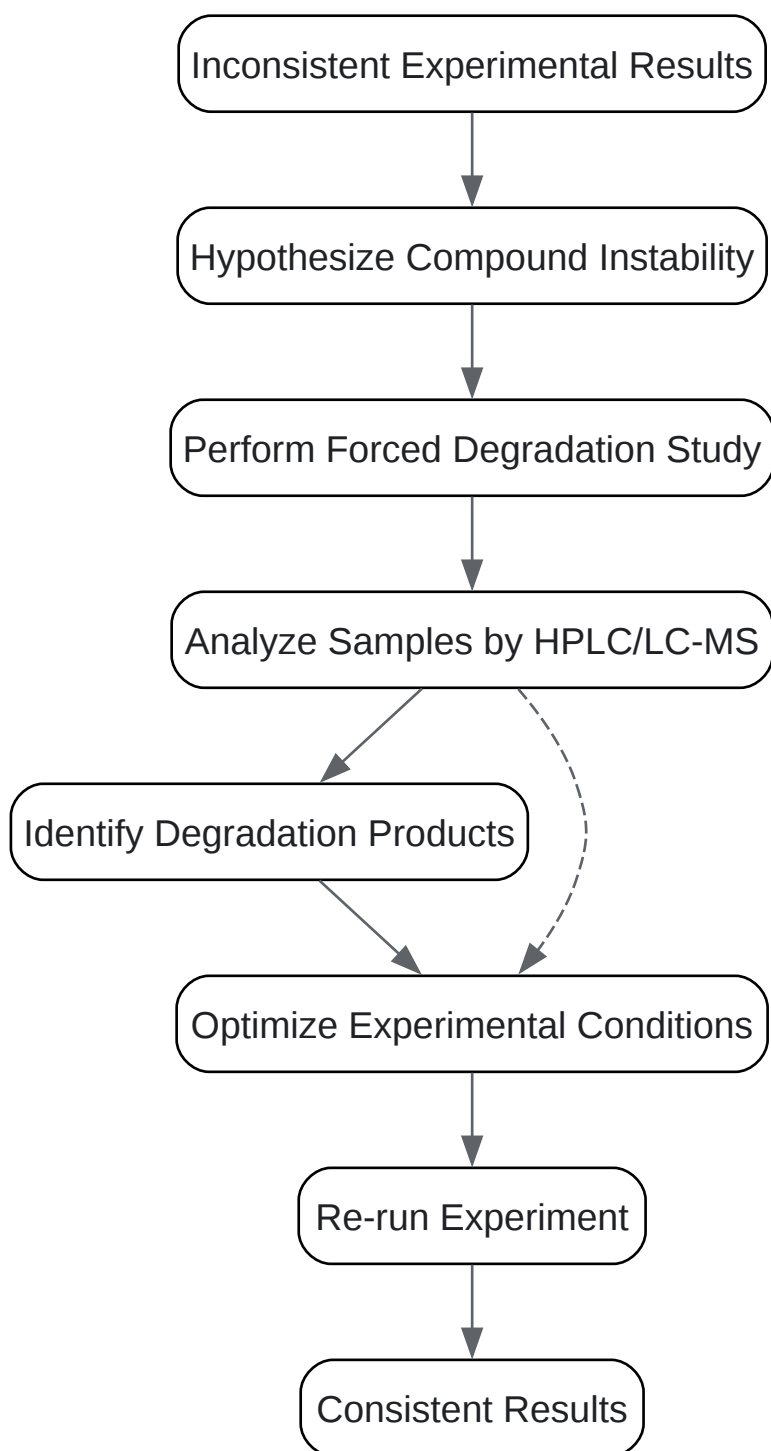 Inconsistent Experimental Results
Hypothesize Compound Instability
Perform Forced Degradation Study
Analyze Samples by HPLC/LC-MS
Identify Degradation Products
Optimize Experimental Conditions
Re-run Experiment
Consistent Results